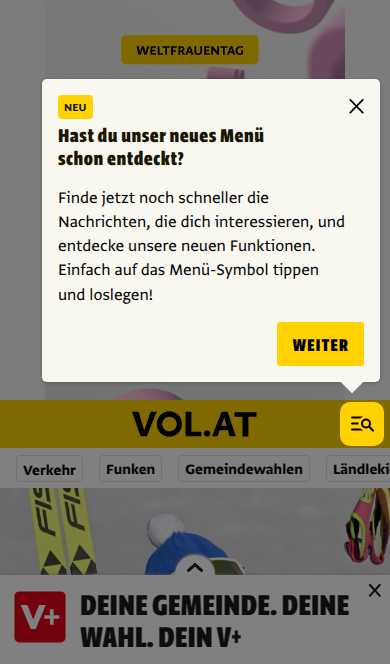 WELTFRAUENTAG
NEU
Hast du unser neues Menü
schon entdeckt?
Finde jetzt noch schneller die
Nachrichten, die dich interessieren, und
entdecke unsere neuen Funktionen.
Einfach auf das Menü-Symbol tippen
und loslegen!
WEITER
VOL.AT
Verkehr Funken Gemeindewahlen Ländleki
FIS FIS
V+ DEINE GEMEINDE. DEINE
WAHL. DEIN V+